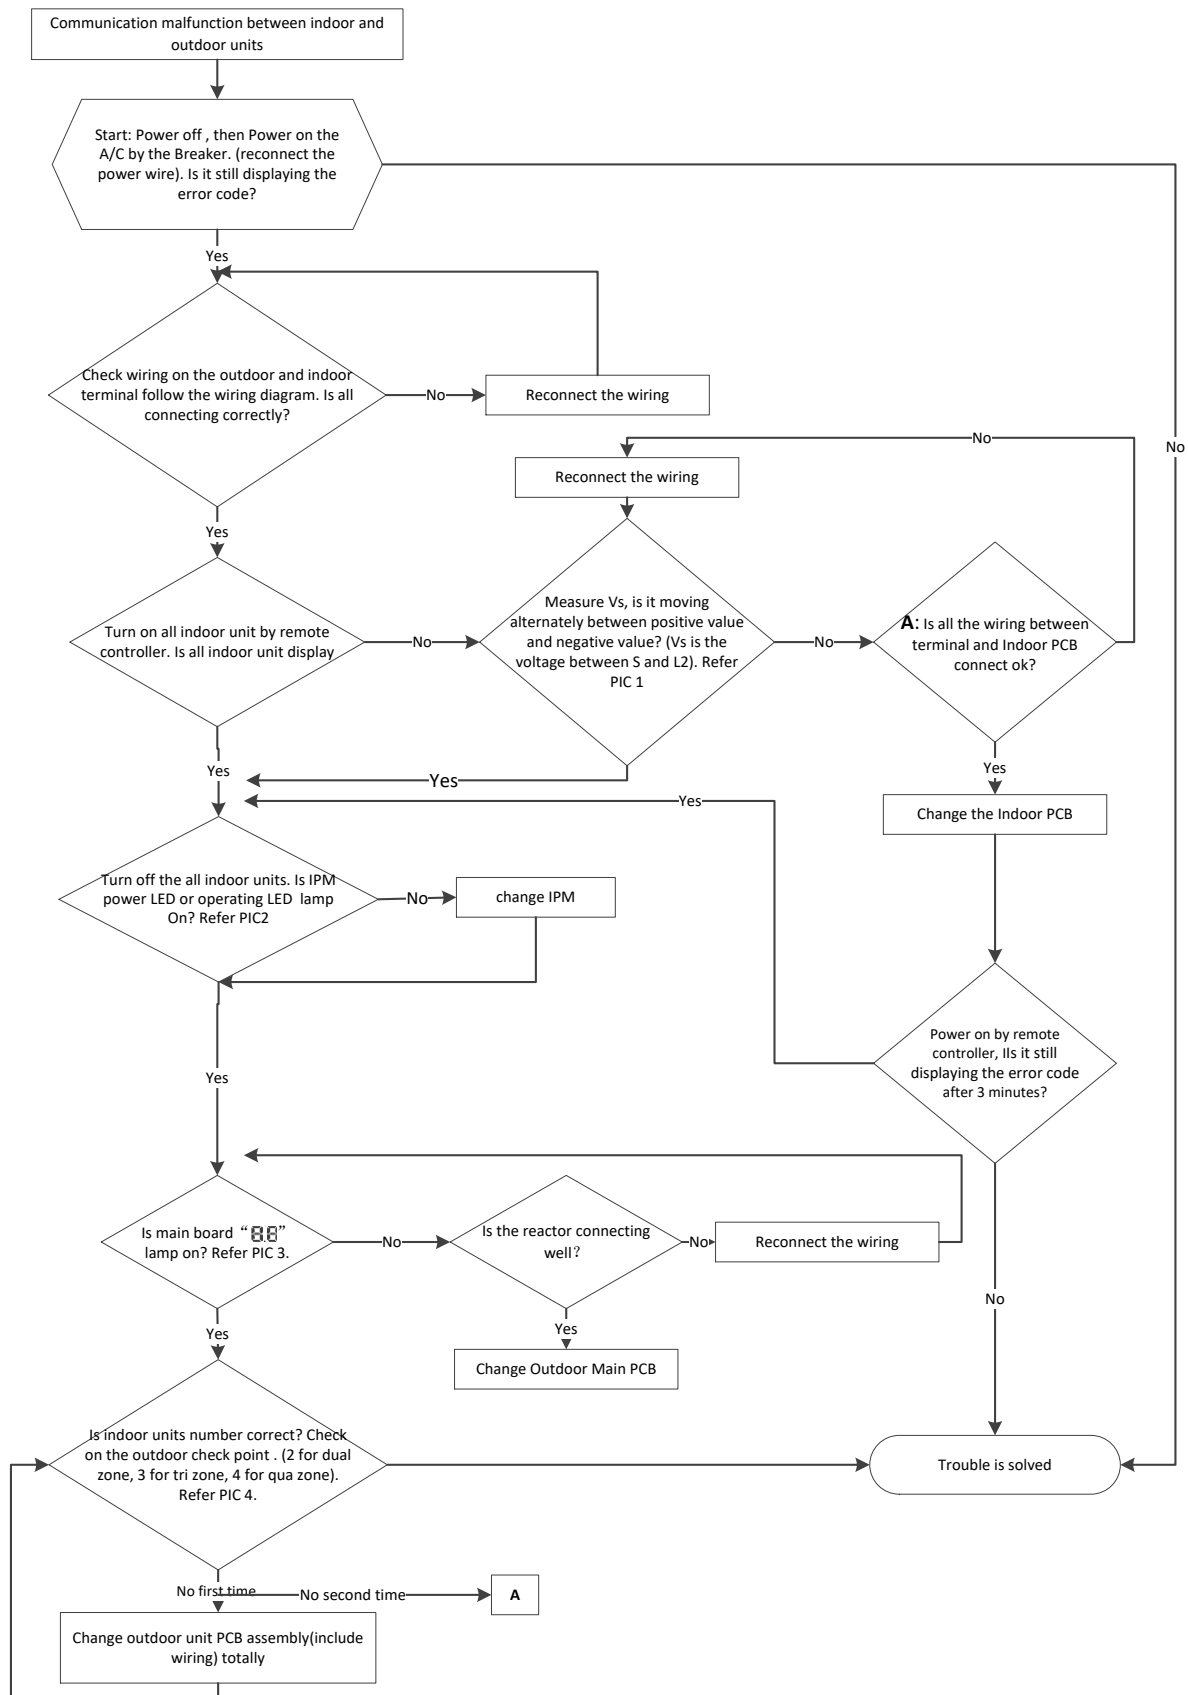 Communication malfunction between indoor and
outdoor units
Start: Power off , then Power on the
A/C by the Breaker. (reconnect the
power wire). Is it still displaying the
error code?
Yes
No
Check wiring on the outdoor and indoor
terminal follow the wiring diagram. Is all
connecting correctly?
No
Reconnect the wiring
Yes
No
Reconnect the wiring
Turn on all indoor unit by remote
controller. Is all indoor unit display
No
Measure Vs, is it moving
alternately between positive value
and negative value? (Vs is the
voltage between S and L2). Refer
PIC 1
No
A: Is all the wiring between
terminal and Indoor PCB
connect ok?
Yes
Yes
Yes
Yes
Change the Indoor PCB
Turn off the all indoor units. Is IPM
power LED or operating LED lamp
On? Refer PIC2
No
change IPM
Power on by remote
controller, IIs it still
displaying the error code
after 3 minutes?
Yes
No
Is main board “8.8”
lamp on? Refer PIC 3.
No
Is the reactor connecting
well?
No
Reconnect the wiring
Yes
Yes
Change Outdoor Main PCB
Is indoor units number correct? Check
on the outdoor check point . (2 for dual
zone, 3 for tri zone, 4 for qua zone).
Refer PIC 4.
Trouble is solved
No first time
No second time
A
Change outdoor unit PCB assembly(include
wiring) totally